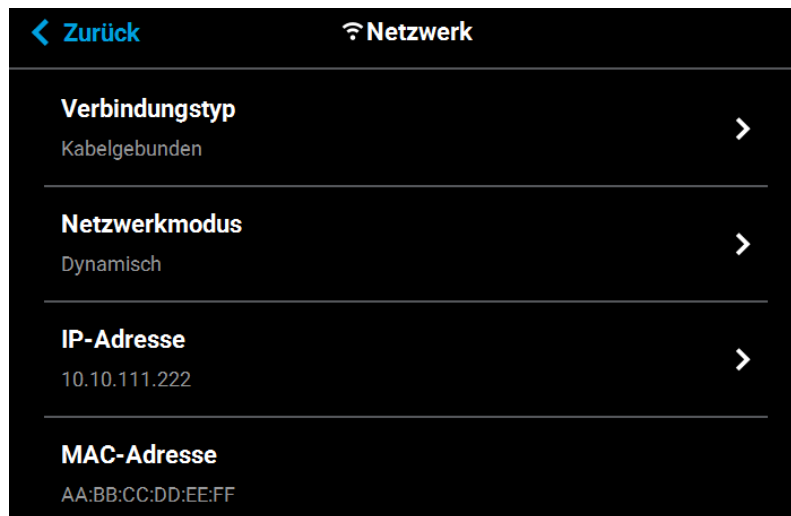 Zurück
Netzwerk
Verbindungstyp
Kabelgebunden
Netzwerkmodus
Dynamisch
IP-Adresse
10.10.111.222
MAC-Adresse
AA:BB:CC:DD:EE:FF